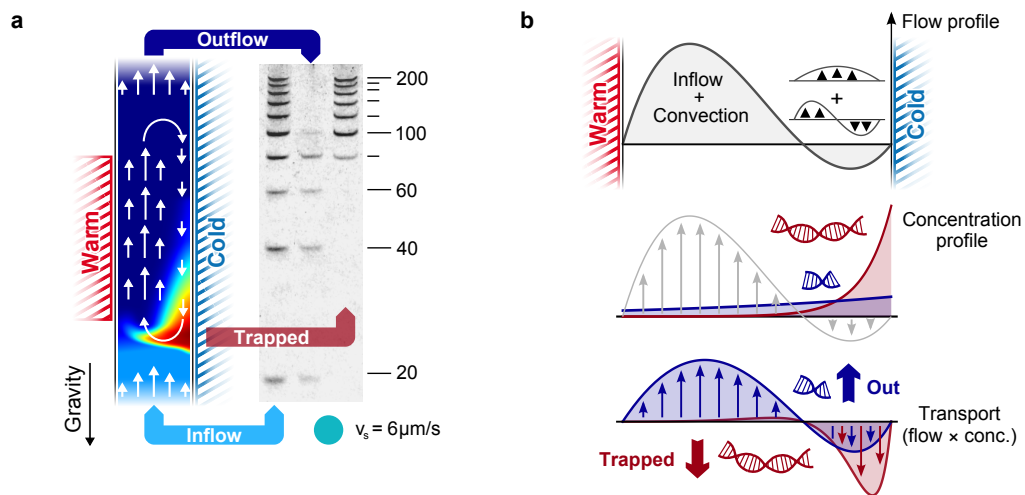 a
Outflow
200
100
60
40
20
Warm
Cold
Trapped
Gravity
Inflow
vs = 6µm/s
b
Flow profile
Warm
Inflow
+
Convection
+
Cold
Concentration
profile
Out
Transport
(flow × conc.)
Trapped